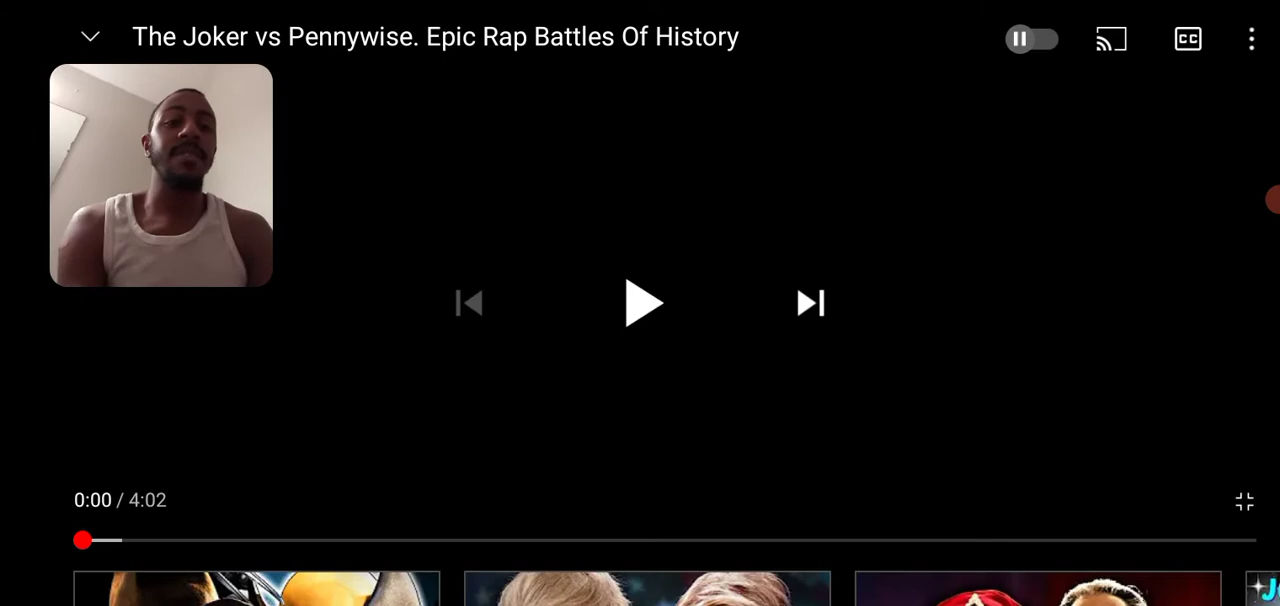 The Joker vs Pennywise. Epic Rap Battles Of History
CC
0:00 / 4:02